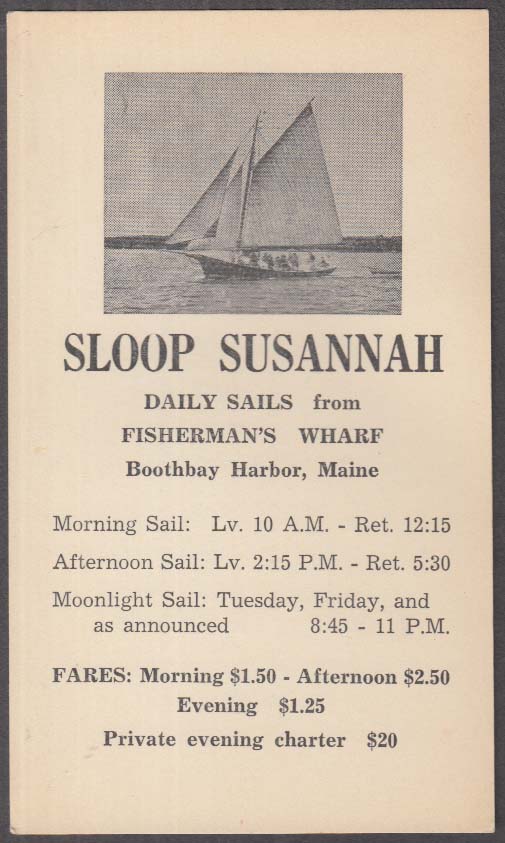 SLOOP SUSANNAH
DAILY SAILS from
FISHERMAN'S WHARF
Boothbay Harbor, Maine
Morning Sail: Lv. 10 A.M. - Ret. 12:15
Afternoon Sail: Lv. 2:15 P.M. - Ret. 5:30
Moonlight Sail: Tuesday, Friday, and
as announced 8:45 - 11 P.M.
FARES: Morning $1.50 - Afternoon $2.50
Evening $1.25
Private evening charter $20